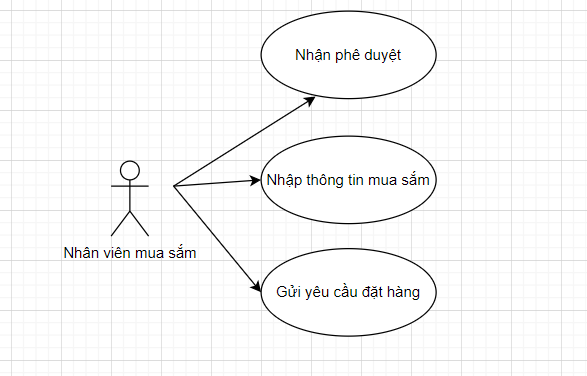 Nhận phê duyệt
Nhập thông tin mua sắm
Nhân viên mua sắm
Gửi yêu cầu đặt hàng